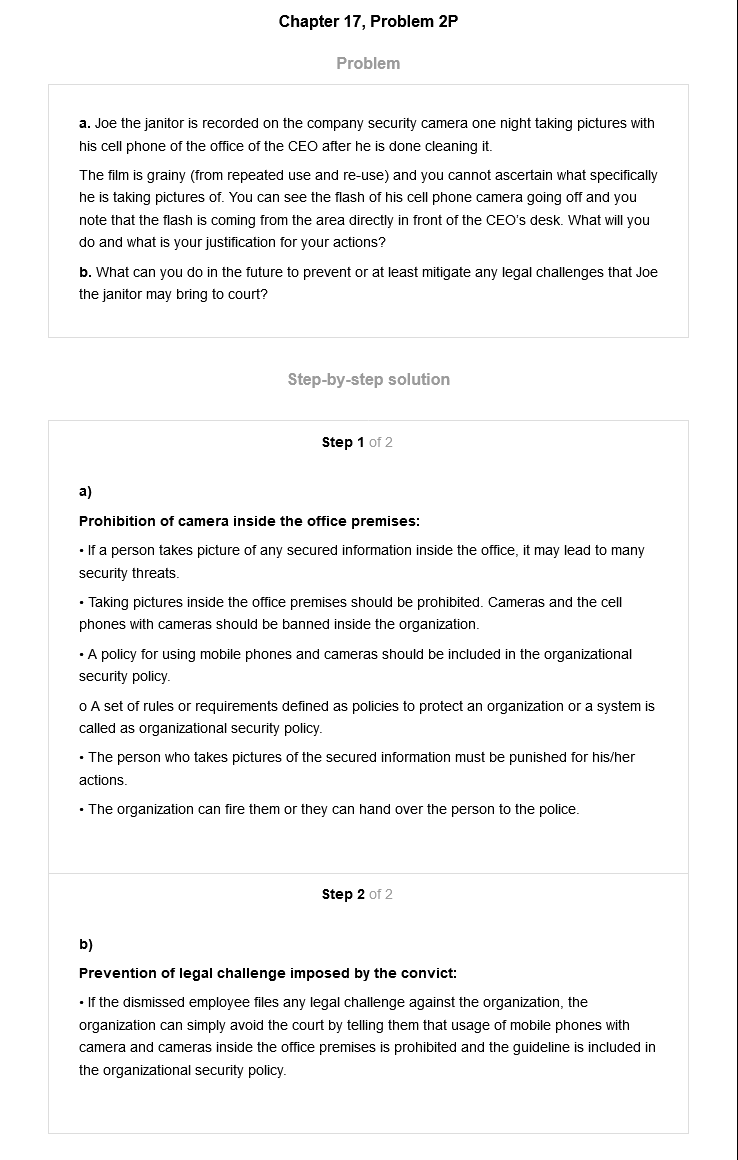 Chapter 17, Problem 2P
Problem
a. Joe the janitor is recorded on the company security camera one night taking pictures with
his cell phone of the office of the CEO after he is done cleaning it.
The film is grainy (from repeated use and re-use) and you cannot ascertain what specifically
he is taking pictures of. You can see the flash of his cell phone camera going off and you
note that the flash is coming from the area directly in front of the CEO's desk. What will you
do and what is your justification for your actions?
b. What can you do in the future to prevent or at least mitigate any legal challenges that Joe
the janitor may bring to court?
Step-by-step solution
Step 1 of 2
a)
Prohibition of camera inside the office premises:
• If a person takes picture of any secured information inside the office, it may lead to many
security threats.
• Taking pictures inside the office premises should be prohibited. Cameras and the cell
phones with cameras should be banned inside the organization.
• A policy for using mobile phones and cameras should be included in the organizational
security policy.
o A set of rules or requirements defined as policies to protect an organization or a system is
called as organizational security policy.
• The person who takes pictures of the secured information must be punished for his/her
actions.
• The organization can fire them or they can hand over the person to the police.
Step 2 of 2
b)
Prevention of legal challenge imposed by the convict:
• If the dismissed employee files any legal challenge against the organization, the
organization can simply avoid the court by telling them that usage of mobile phones with
camera and cameras inside the office premises is prohibited and the guideline is included in
the organizational security policy.